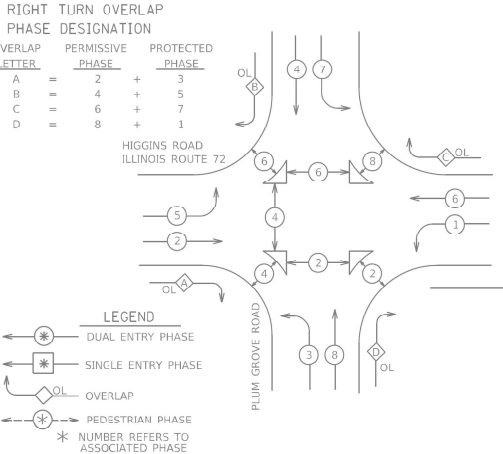 RIGHT TURN OVERLAP
PHASE DESIGNATION
VERLAP PERMISSIVE PROTECTED
ETTER PHASE PHASE
A = 2 + 3
B = 4 + 5
C = 6 + 7
D = 8 + 1
OL
B
4
7
HIGGINS ROAD
ILLINOIS ROUTE 72
6
6
8
C
OL
5
2
4
6
1
OL
A
4
2
2
PLUM GROVE ROAD
3
8
D
OL
LEGEND
DUAL ENTRY PHASE
SINGLE ENTRY PHASE
OL OVERLAP
PEDESTRIAN PHASE
* NUMBER REFERS TO
ASSOCIATED PHASE